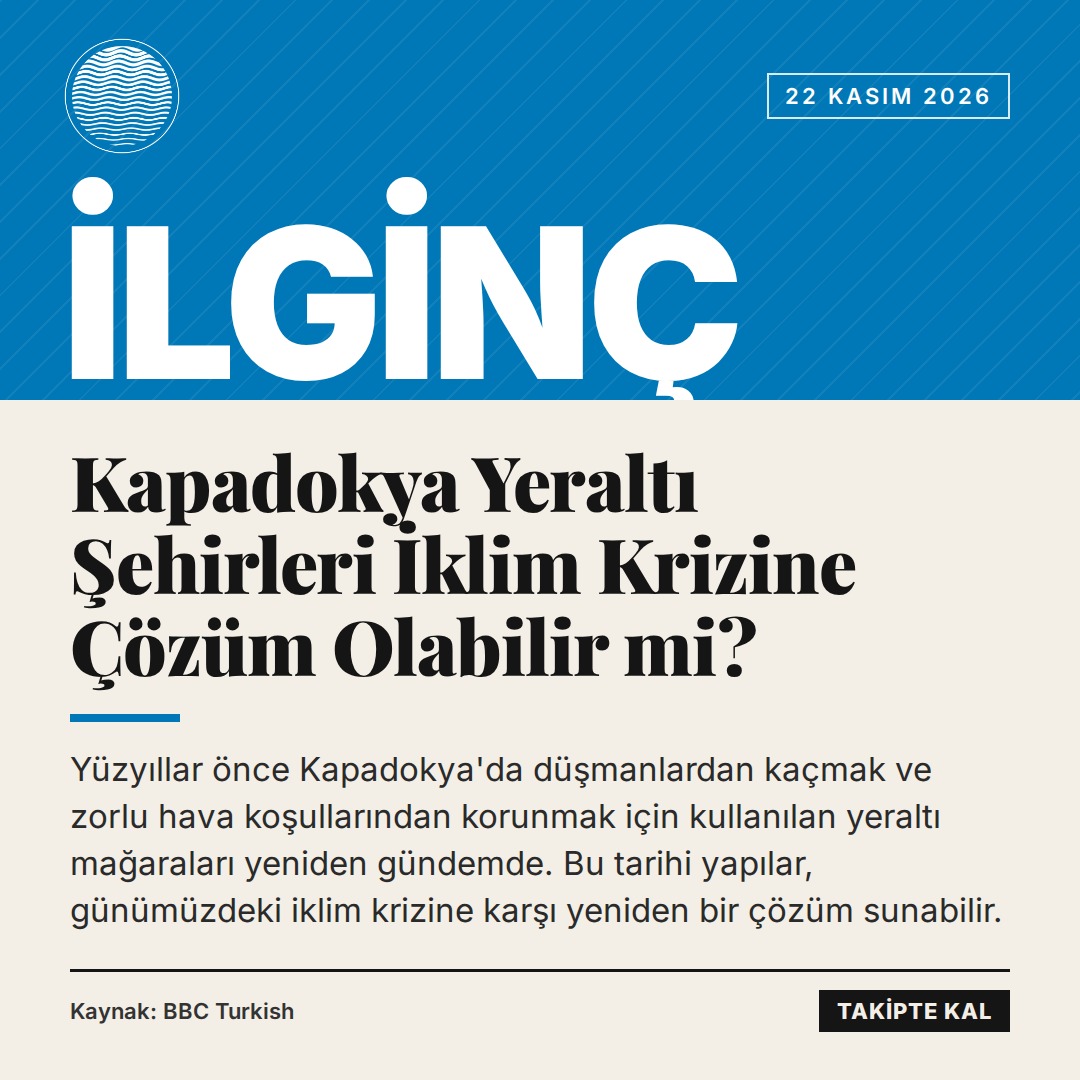 22 KASIM 2026
İLGİNÇ
Kapadokya Yeraltı
Şehirleri İklim Krizine
Çözüm Olabilir mi?
Yüzyıllar önce Kapadokya'da düşmanlardan kaçmak ve
zorlu hava koşullarından korunmak için kullanılan yeraltı
mağaraları yeniden gündemde. Bu tarihi yapılar,
günümüzdeki iklim krizine karşı yeniden bir çözüm sunabilir.
Kaynak: BBC Turkish
TAKİPTE KAL